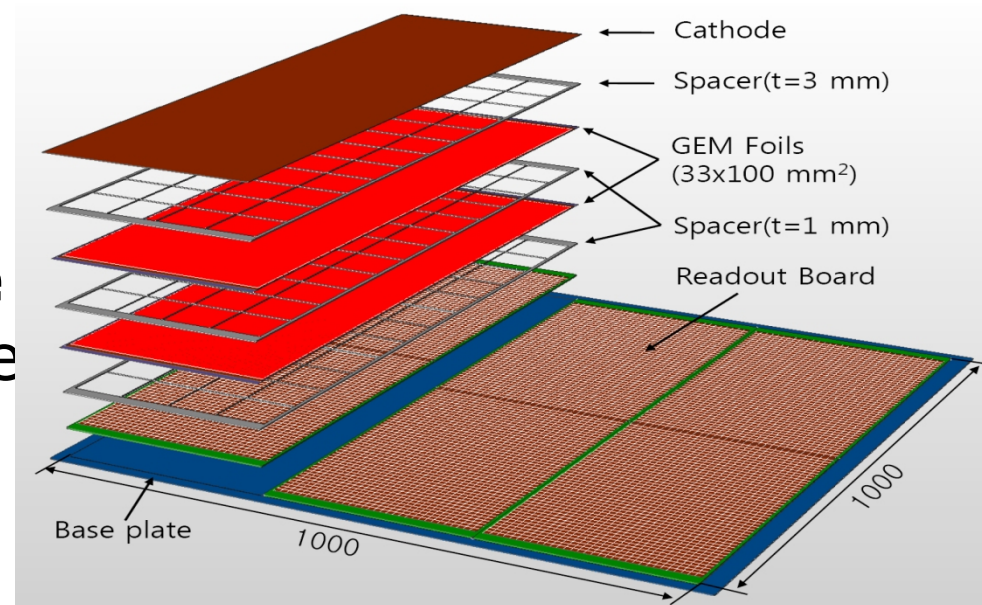 Cathode
Spacer(t=3 mm)
GEM Foils
(33x100 mm²)
Spacer(t=1 mm)
Readout Board
e
e
Base plate
1000
1000